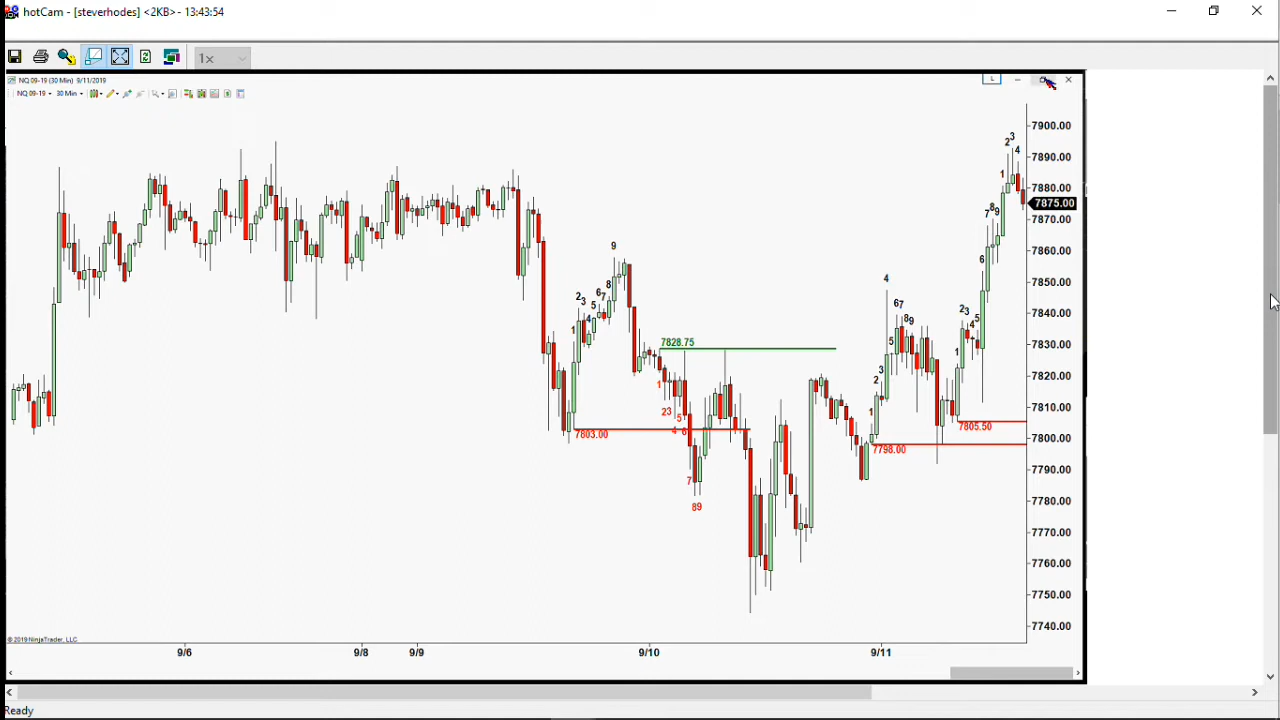 hotCam - [steverhodes] <2KB> - 13:43:54
1x
NQ 09-19 (30 Min) 9/11/2019
NQ 09-19 30 Min
L
7900.00
7890.00
7880.00
7875.00
7870.00
7860.00
7850.00
7840.00
7830.00
7820.00
7810.00
7800.00
7790.00
7780.00
7770.00
7760.00
7750.00
7740.00
1 2 3 4 5 6 7 8 9
7803.00
7828.75
1 2 3 4 5 6 7 8 9
1 2 3 4 5 6 7 8 9
7798.00
1 2 3 4 5 6 7 8 9
7805.50
1 2 3 4
© 2019 NinjaTrader, LLC
9/6 9/8 9/9 9/10 9/11
Ready